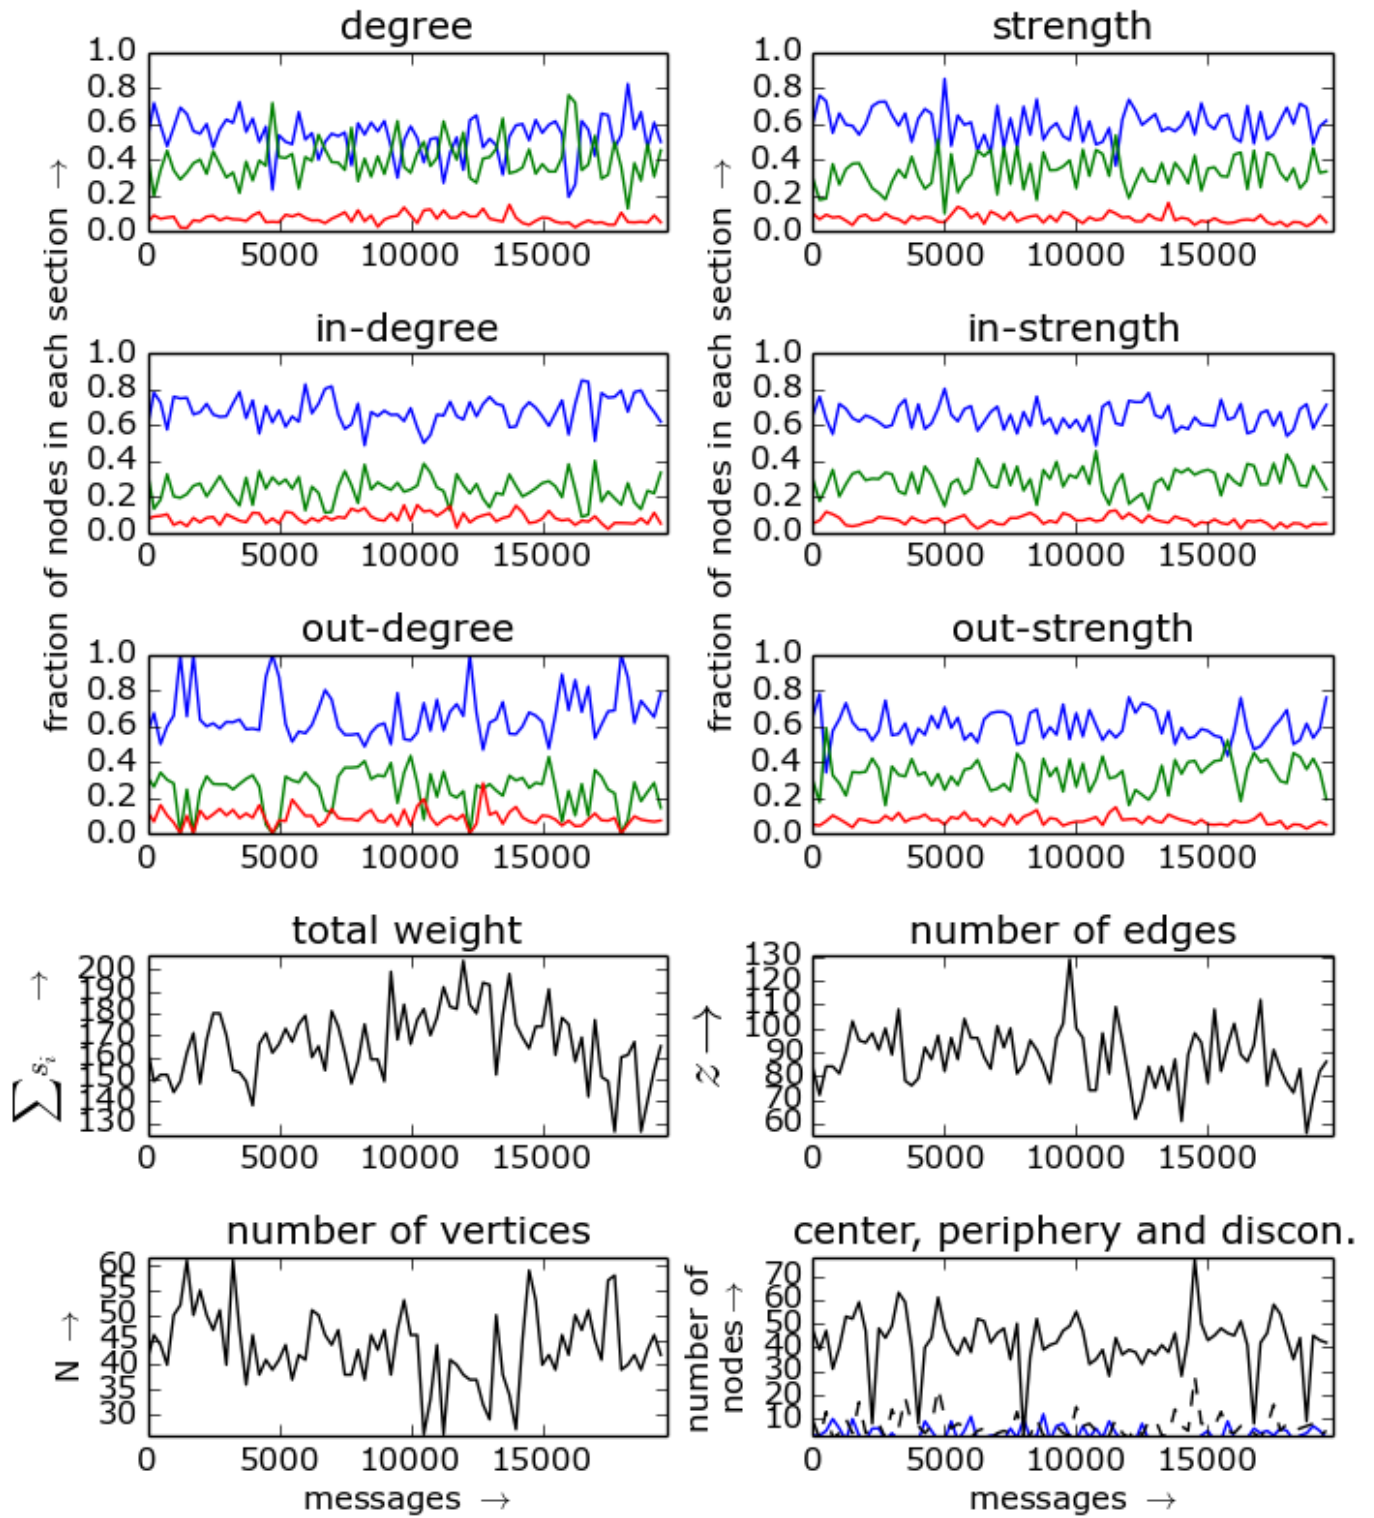 degree
strength
1.0
0.8
0.6
0.4
0.2
0.0
0 5000 10000 15000
1.0
0.8
0.6
0.4
0.2
0.0
0 5000 10000 15000
fraction of nodes in each section →
fraction of nodes in each section →
in-degree
in-strength
1.0
0.8
0.6
0.4
0.2
0.0
0 5000 10000 15000
1.0
0.8
0.6
0.4
0.2
0.0
0 5000 10000 15000
out-degree
out-strength
1.0
0.8
0.6
0.4
0.2
0.0
0 5000 10000 15000
1.0
0.8
0.6
0.4
0.2
0.0
0 5000 10000 15000
total weight
number of edges
∑ s_i →
200
190
180
170
160
150
140
130
0 5000 10000 15000
z →
130
120
110
100
90
80
70
60
0 5000 10000 15000
number of vertices
center, periphery and discon.
N →
60
55
50
45
40
35
30
0 5000 10000 15000
messages →
number of
nodes →
70
60
50
40
30
20
10
0 5000 10000 15000
messages →